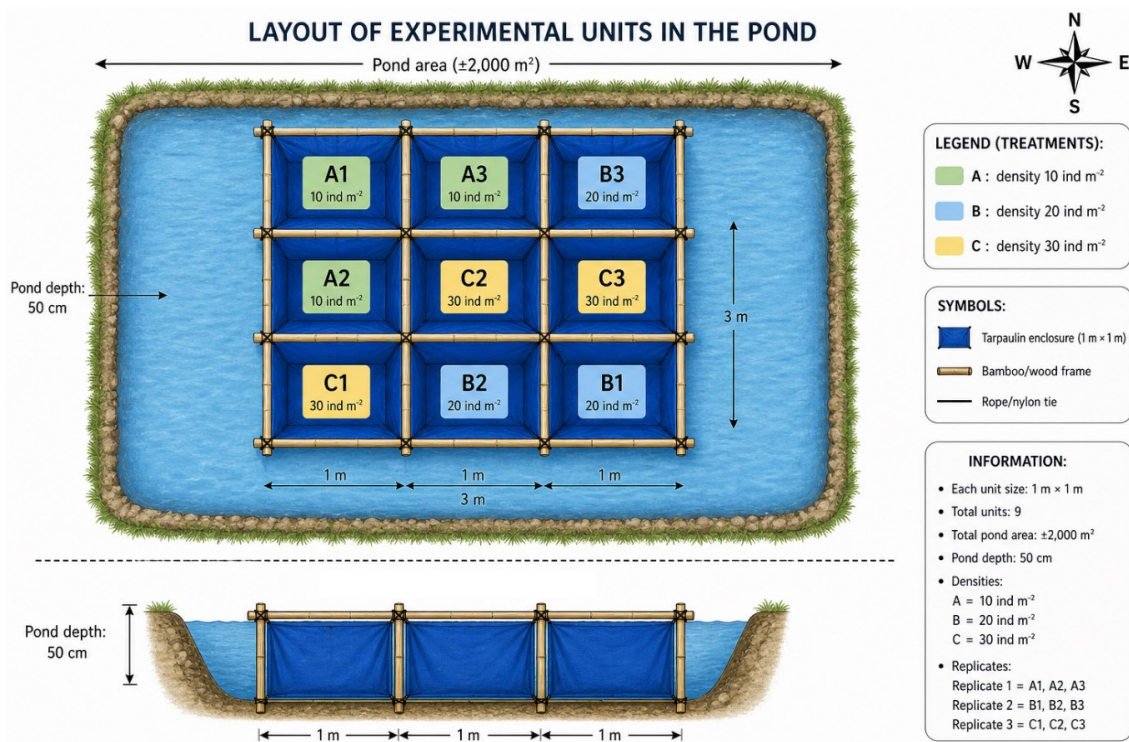 LAYOUT OF EXPERIMENTAL UNITS IN THE POND
Pond area (±2,000 m²)
N
W
E
S
A1
10 ind m⁻²
A3
10 ind m⁻²
B3
20 ind m⁻²
A2
10 ind m⁻²
C2
30 ind m⁻²
C3
30 ind m⁻²
C1
30 ind m⁻²
B2
20 ind m⁻²
B1
20 ind m⁻²
Pond depth:
50 cm
3 m
1 m
1 m
1 m
3 m
LEGEND (TREATMENTS):
A : density 10 ind m⁻²
B : density 20 ind m⁻²
C : density 30 ind m⁻²
SYMBOLS:
Tarpaulin enclosure (1 m × 1 m)
Bamboo/wood frame
Rope/nylon tie
INFORMATION:
• Each unit size: 1 m × 1 m
• Total units: 9
• Total pond area: ±2,000 m²
• Pond depth: 50 cm
• Densities:
A = 10 ind m⁻²
B = 20 ind m⁻²
C = 30 ind m⁻²
• Replicates:
Replicate 1 = A1, A2, A3
Replicate 2 = B1, B2, B3
Replicate 3 = C1, C2, C3
Pond depth:
50 cm
1 m
1 m
1 m